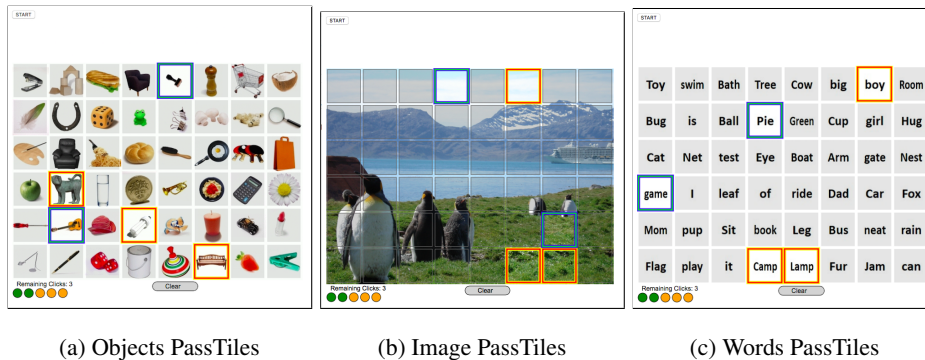 START
Remaining Clicks: 3
Clear
(a) Objects PassTiles
START
Remaining Clicks: 3
Clear
(b) Image PassTiles
START
Toy swim Bath Tree Cow big boy Room
Bug is Ball Pie Green Cup girl Hug
Cat Net test Eye Boat Arm gate Nest
game I leaf of ride Dad Car Fox
Mom pup Sit book Leg Bus neat rain
Flag play it Camp Lamp Fur Jam can
Remaining Clicks: 3
Clear
(c) Words PassTiles